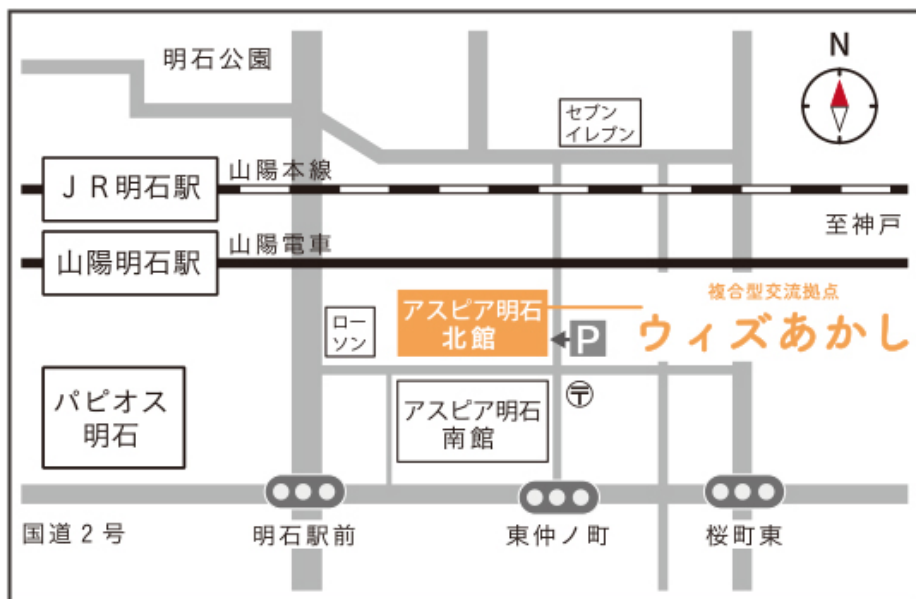 明石公園
N
セブン
イレブン
山陽本線
JR明石駅
至神戸
山陽電車
山陽明石駅
複合型交流拠点
ウィズあかし
アスピア明石
北館
P
ロー
ソン
パピオス
明石
アスピア明石
南館
〒
国道2号
明石駅前
東仲ノ町
桜町東